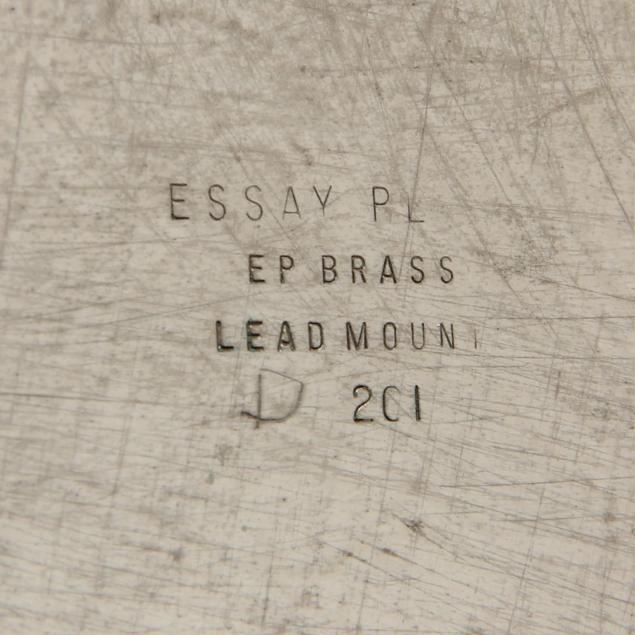 ESSAY PL
EP BRASS
LEAD MOUNT
D 201